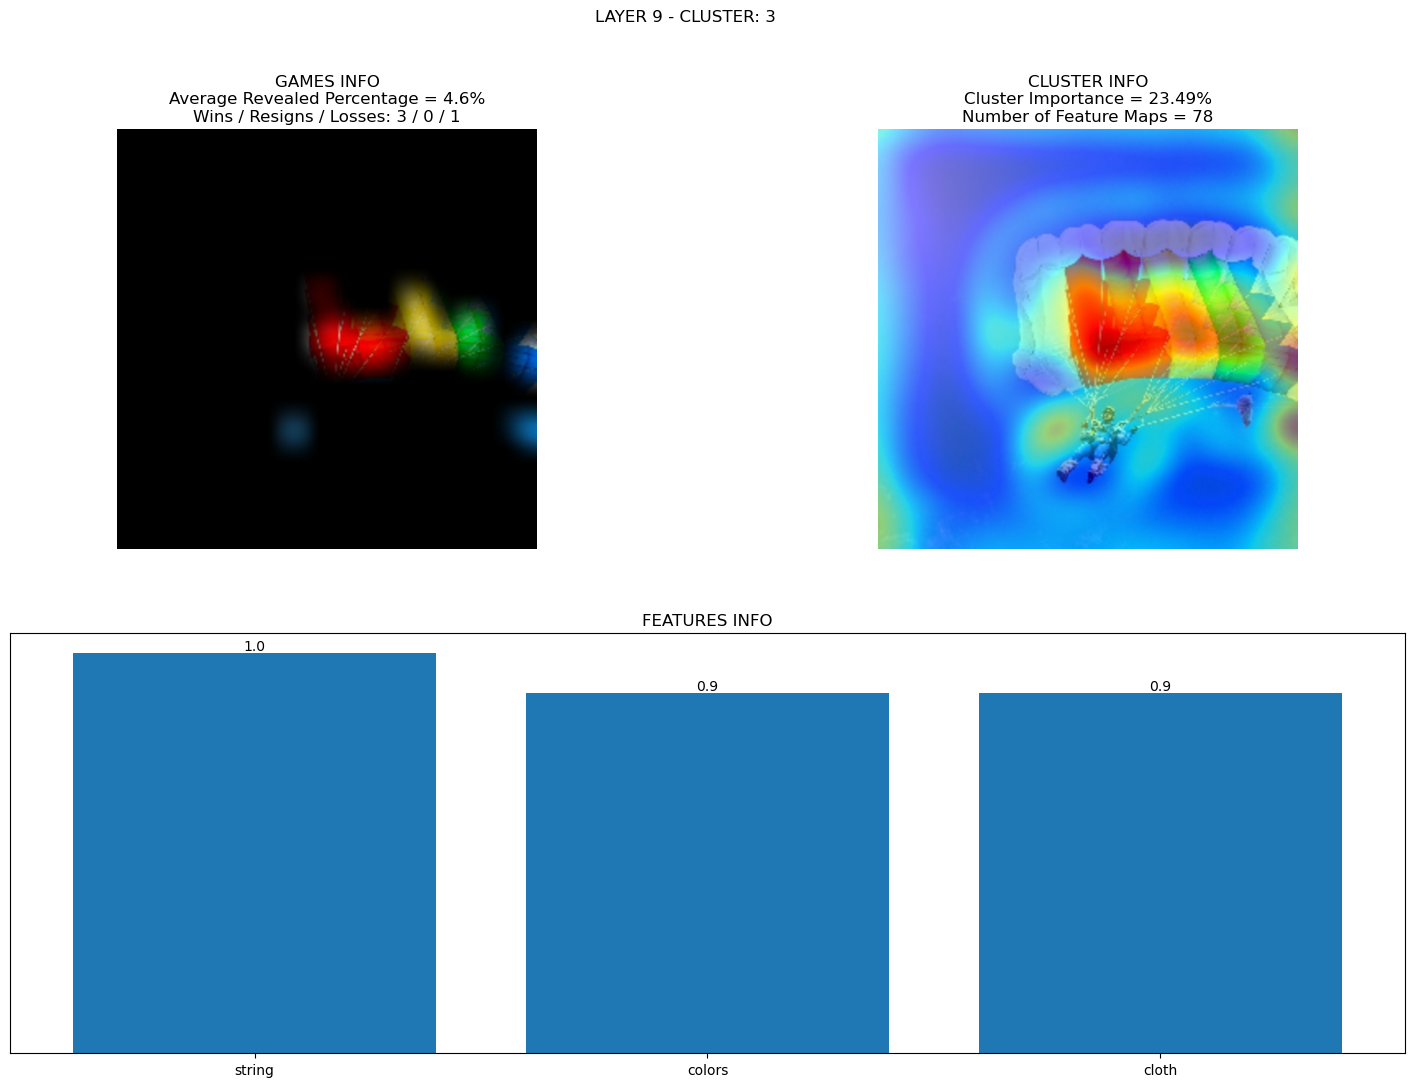 LAYER 9 - CLUSTER: 3
GAMES INFO
Average Revealed Percentage = 4.6%
Wins / Resigns / Losses: 3 / 0 / 1
CLUSTER INFO
Cluster Importance = 23.49%
Number of Feature Maps = 78
FEATURES INFO
1.0
0.9
0.9
string
colors
cloth